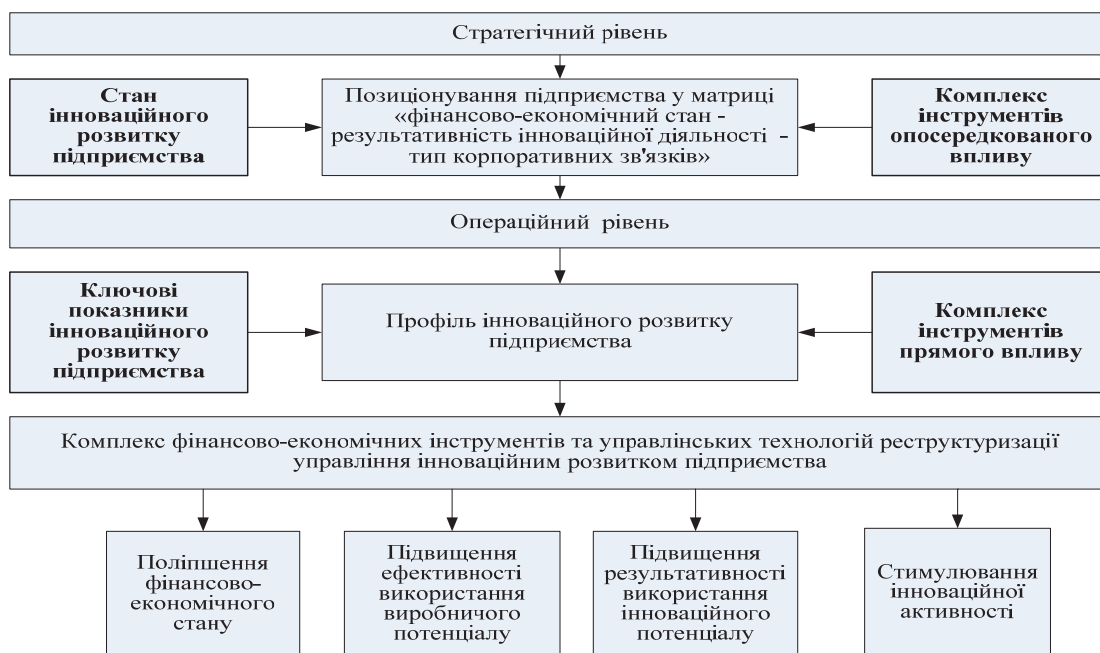 Стратегічний рівень
Стан
інноваційного
розвитку
підприємства
Позиціонування підприємства у матриці
«фінансово-економічний стан -
результативність інноваційної діяльності -
тип корпоративних зв'язків»
Комплекс
інструментів
опосередкованого
впливу
Операційний рівень
Ключові
показники
інноваційного
розвитку
підприємства
Профіль інноваційного розвитку
підприємства
Комплекс
інструментів
прямого впливу
Комплекс фінансово-економічних інструментів та управлінських технологій реструктуризації
управління інноваційним розвитком підприємства
Поліпшення
фінансово-
економічного
стану
Підвищення
ефективності
використання
виробничого
потенціалу
Підвищення
результативності
використання
інноваційного
потенціалу
Стимулювання
інноваційної
активності